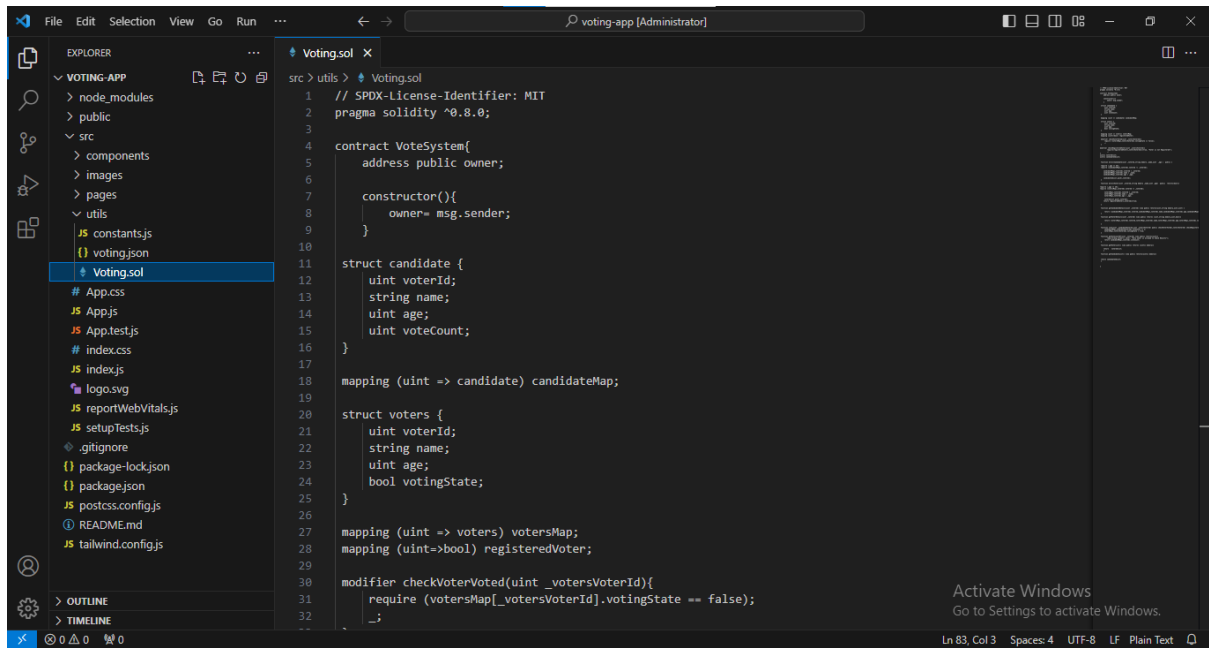 File Edit Selection View Go Run ··· ← → voting-app [Administrator]
EXPLORER ···
VOTING-APP
> node_modules
> public
src
> components
> images
> pages
utils
JS constants.js
{} voting.json
Voting.sol
# App.css
JS App.js
JS App.test.js
# index.css
JS index.js
logo.svg
JS reportWebVitals.js
JS setupTests.js
.gitignore
{} package-lock.json
{} package.json
JS postcss.config.js
README.md
JS tailwind.config.js
> OUTLINE
> TIMELINE
Voting.sol ×
src > utils > Voting.sol
1 // SPDX-License-Identifier: MIT
2 pragma solidity ^0.8.0;
3
4 contract VoteSystem{
5 address public owner;
6
7 constructor(){
8 owner= msg.sender;
9 }
10
11 struct candidate {
12 uint voterId;
13 string name;
14 uint age;
15 uint voteCount;
16 }
17
18 mapping (uint => candidate) candidateMap;
19
20 struct voters {
21 uint voterId;
22 string name;
23 uint age;
24 bool votingState;
25 }
26
27 mapping (uint => voters) votersMap;
28 mapping (uint=>bool) registeredVoter;
29
30 modifier checkVoterVoted(uint _votersVoterId){
31 require (votersMap[_votersVoterId].votingState == false);
32 _;
Activate Windows
Go to Settings to activate Windows.
0 0 0 Ln 83, Col 3 Spaces: 4 UTF-8 LF Plain Text